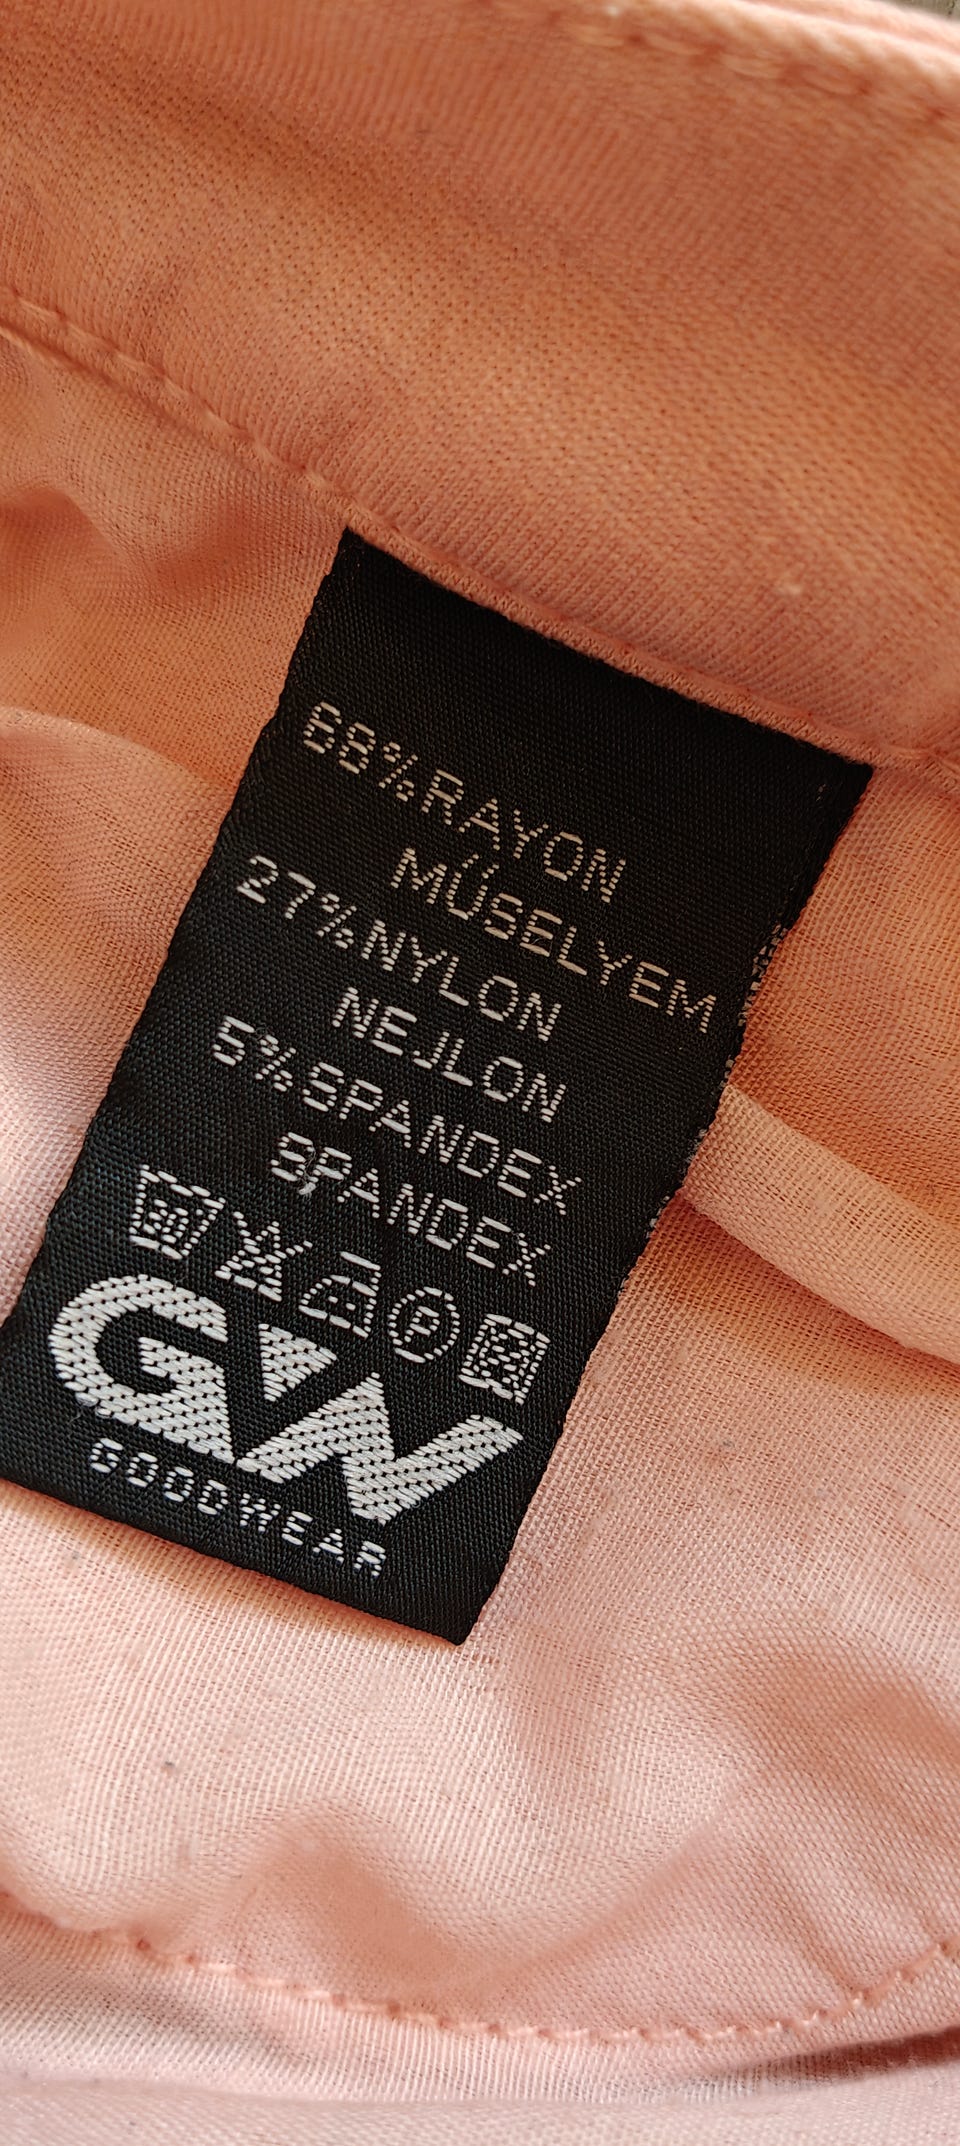 68%RAYON
MŰSELYEM
27%NYLON
NEJLON
5%SPANDEX
SPANDEX
P
GW
GOODWEAR